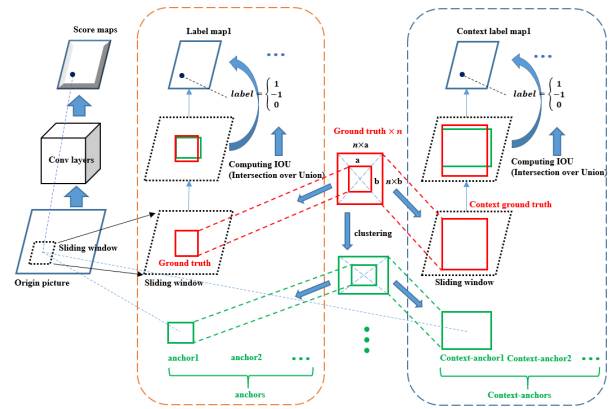 Score maps
Label map1
Context label map1
label = { 1
-1
0
label = { 1
-1
0
Ground truth × n
n×a
a
b
n×b
Conv layers
Computing IOU
(Intersection over Union)
Computing IOU
(Intersection over Union)
Context ground truth
Sliding window
Ground truth
clustering
Origin picture
Sliding window
Sliding window
anchor1
anchor2
Context-anchor1
Context-anchor2
anchors
Context-anchors